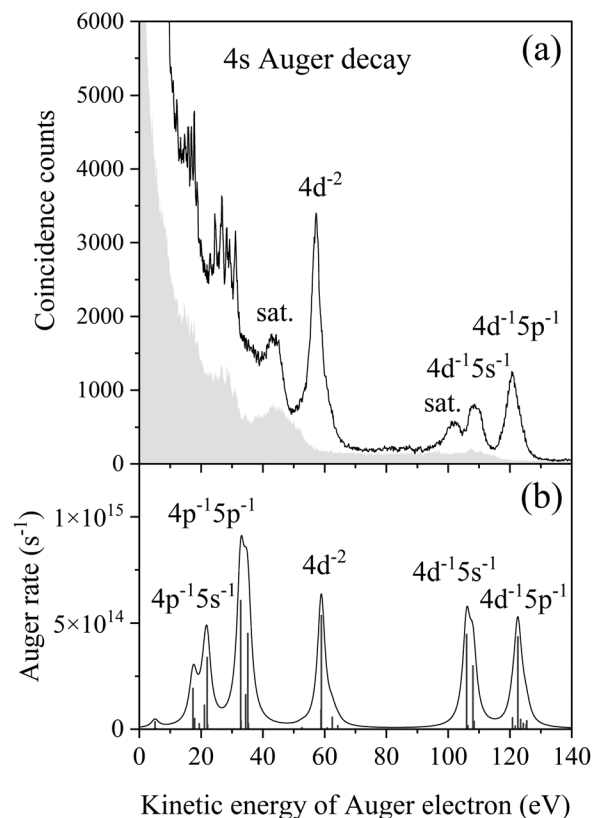 6000
(a)
4s Auger decay
5000
4000
4d⁻²
3000
Coincidence counts
2000
sat.
4d⁻¹5p⁻¹
4d⁻¹5s⁻¹
1000
sat.
0
(b)
1×10¹⁵
4p⁻¹5p⁻¹
4d⁻²
4d⁻¹5s⁻¹
4p⁻¹5s⁻¹
4d⁻¹5p⁻¹
5×10¹⁴
Auger rate (s⁻¹)
0
0 20 40 60 80 100 120 140
Kinetic energy of Auger electron (eV)